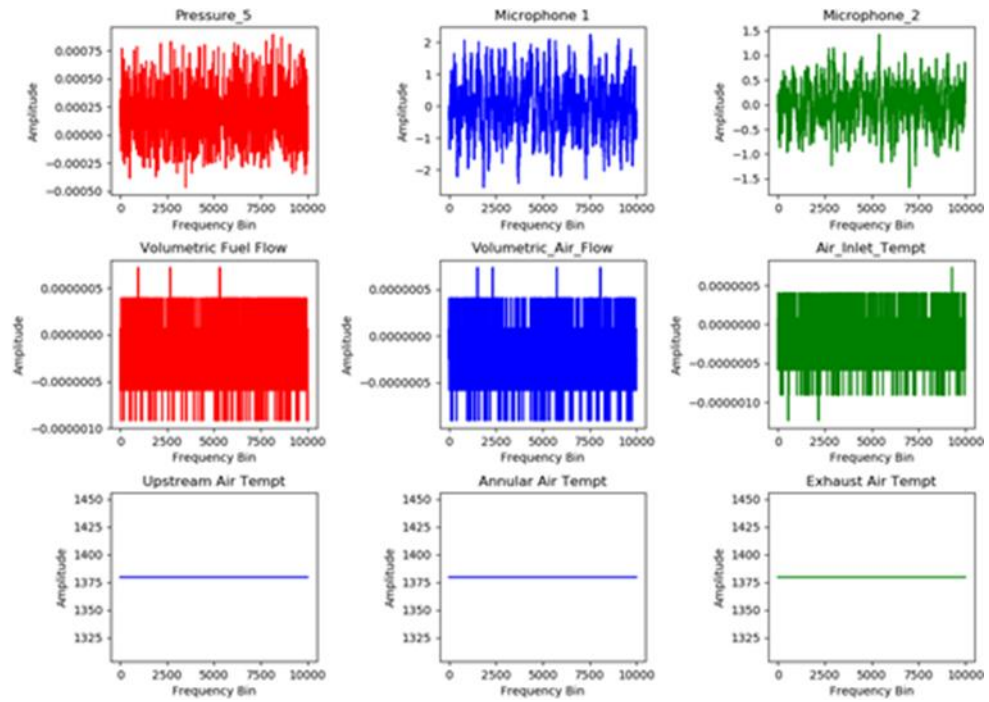 Pressure_5
Microphone 1
Microphone_2
Amplitude
0.00075
0.00050
0.00025
0.00000
−0.00025
−0.00050
0 2500 5000 7500 10000
Frequency Bin
Amplitude
2
1
0
−1
−2
0 2500 5000 7500 10000
Frequency Bin
Amplitude
1.5
1.0
0.5
0.0
−0.5
−1.0
−1.5
0 2500 5000 7500 10000
Frequency Bin
Volumetric Fuel Flow
Volumetric_Air_Flow
Air_Inlet_Tempt
Amplitude
0.0000005
0.0000000
−0.0000005
−0.0000010
0 2500 5000 7500 10000
Frequency Bin
Amplitude
0.0000005
0.0000000
−0.0000005
0 2500 5000 7500 10000
Frequency Bin
Amplitude
0.0000005
0.0000000
−0.0000005
−0.0000010
0 2500 5000 7500 10000
Frequency Bin
Upstream Air Tempt
Annular Air Tempt
Exhaust Air Tempt
Amplitude
1450
1425
1400
1375
1350
1325
0 2500 5000 7500 10000
Frequency Bin
Amplitude
1450
1425
1400
1375
1350
1325
0 2500 5000 7500 10000
Frequency Bin
Amplitude
1450
1425
1400
1375
1350
1325
0 2500 5000 7500 10000
Frequency Bin